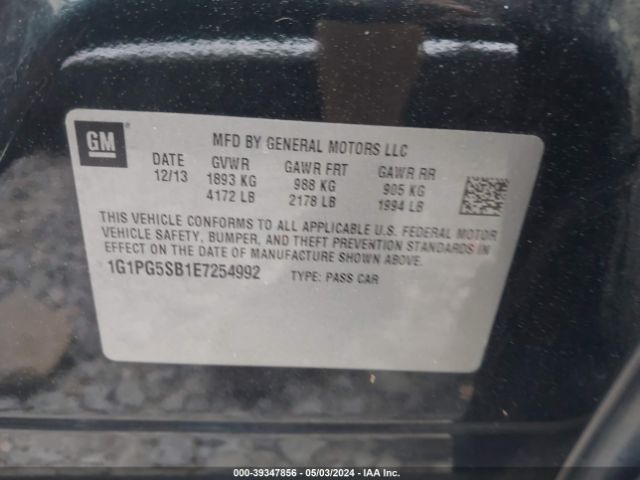 GM
MFD BY GENERAL MOTORS LLC
DATE GVWR GAWR FRT GAWR RR
12/13 1893 KG 988 KG 905 KG
4172 LB 2178 LB 1994 LB
THIS VEHICLE CONFORMS TO ALL APPLICABLE U.S. FEDERAL MOTOR
VEHICLE SAFETY, BUMPER, AND THEFT PREVENTION STANDARDS IN
EFFECT ON THE DATE OF MANUFACTURE SHOWN ABOVE.
1G1PG5SB1E7254992 TYPE: PASS CAR
000-39347856 - 05/03/2024 - IAA Inc.